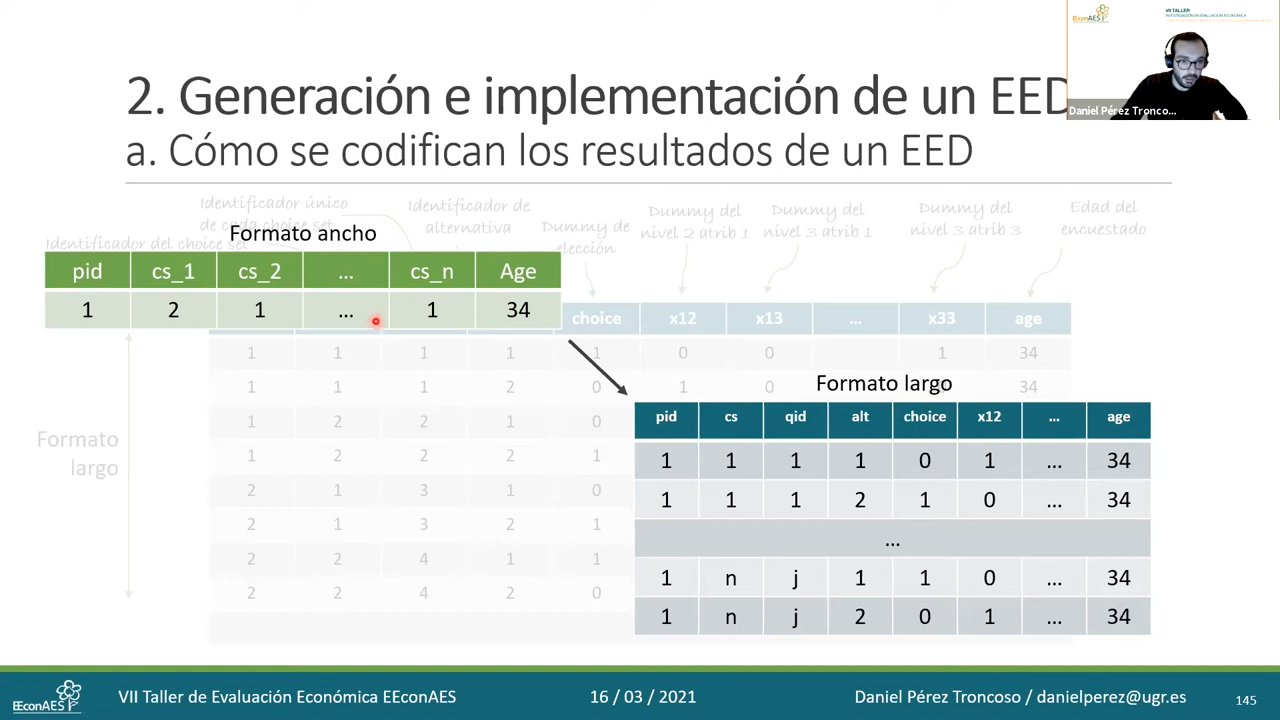 EEconAES
VII TALLER
2. Generación e implementación de un EED
Daniel Pérez Tronco...
a. Cómo se codifican los resultados de un EED
Identificador único
de cada choice set
Identificador del choice set
Identificador de
alternativa
Dummy de
elección
Dummy del
nivel 2 atrib 1
Dummy del
nivel 3 atrib 1
Dummy del
nivel 3 atrib 3
Edad del
encuestado
Formato ancho
pid cs_1 cs_2 ... cs_n Age
1 2 1 ... 1 34
choice x12 x13 ... x33 age
1 1 1 1 1 0 0 1 34
1 1 1 2 0 1 0 34
1 2 2 1 0
1 2 2 2 1
2 1 3 1 0
2 1 3 2 1
2 2 4 1 1
2 2 4 2 0
Formato
largo
Formato largo
pid cs qid alt choice x12 ... age
1 1 1 1 0 1 ... 34
1 1 1 2 1 0 ... 34
...
1 n j 1 1 0 ... 34
1 n j 2 0 1 ... 34
EEconAES
VII Taller de Evaluación Económica EEconAES
16 / 03 / 2021
Daniel Pérez Troncoso / danielperez@ugr.es
145